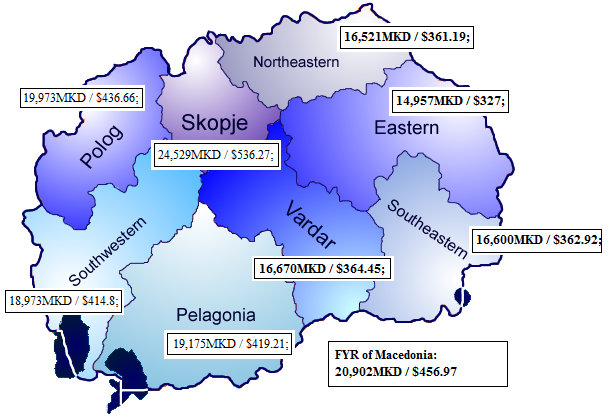 16,521MKD / $361.19;
Northeastern
19,973MKD / $436.66;
14,957MKD / $327;
Skopje
Eastern
Polog
24,529MKD / $536.27;
Vardar
Southeastern
16,600MKD / $362.92;
Southwestern
16,670MKD / $364.45;
18,973MKD / $414.8;
Pelagonia
19,175MKD / $419.21;
FYR of Macedonia:
20,902MKD / $456.97